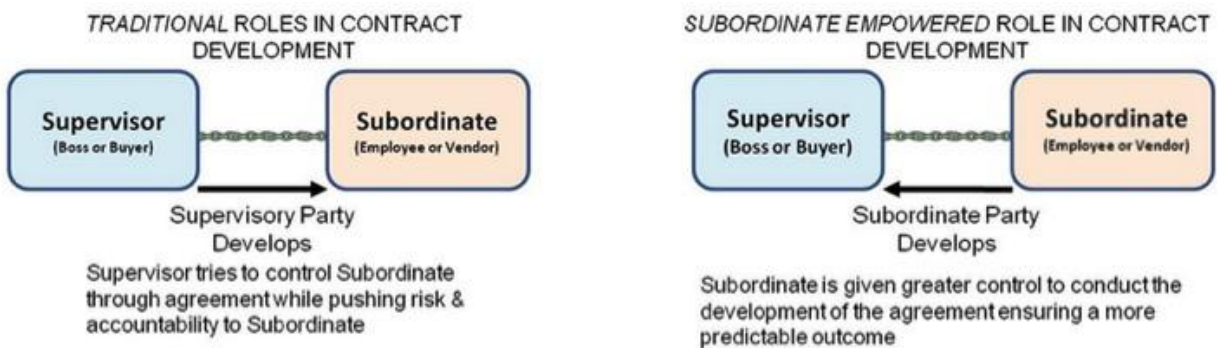 TRADITIONAL ROLES IN CONTRACT
DEVELOPMENT
Supervisor
(Boss or Buyer)
Subordinate
(Employee or Vendor)
Supervisory Party
Develops
Supervisor tries to control Subordinate
through agreement while pushing risk &
accountability to Subordinate
SUBORDINATE EMPOWERED ROLE IN CONTRACT
DEVELOPMENT
Supervisor
(Boss or Buyer)
Subordinate
(Employee or Vendor)
Subordinate Party
Develops
Subordinate is given greater control to conduct the
development of the agreement ensuring a more
predictable outcome